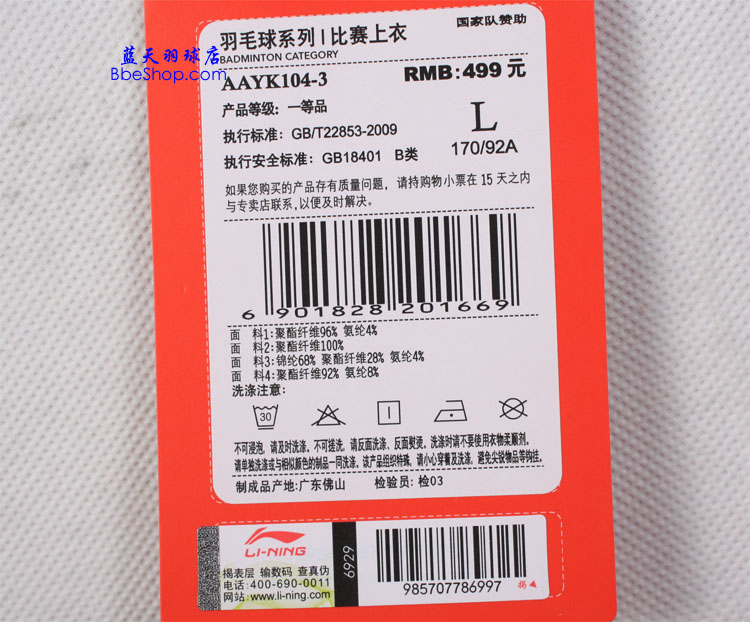 国家队赞助
蓝天羽球店
BbeShop.com
羽毛球系列 | 比赛上衣
BADMINTON CATEGORY
AAYK104-3
RMB:499 元
产品等级: 一等品
执行标准: GB/T22853-2009
L
执行安全标准: GB18401 B类
170/92A
如果您购买的产品存有质量问题, 请持购物小票在 15 天之内
与专卖店联系,以便及时解决。
6 901828 201669
面 料1:聚酯纤维96% 氨纶4%
面 料2:聚酯纤维100%
面 料3:锦纶68% 聚酯纤维28% 氨纶4%
面 料4:聚酯纤维92% 氨纶8%
洗涤注意:
30
不可浸泡, 请及时洗涤。不可搓洗, 请反面洗涤、反面熨烫。洗涤时请不要使用衣物柔顺剂。
请单独洗涤或与相似颜色的制品一同洗涤。该产品组织特殊, 请小心穿着及洗涤, 避免尖锐物品等钩挂。
制成品产地:广东佛山 检验员: 检03
LI-NING
揭表层 输数码 查真伪
电话:400-690-0011
网站:www.li-ning.com
6929
985707786997
揭